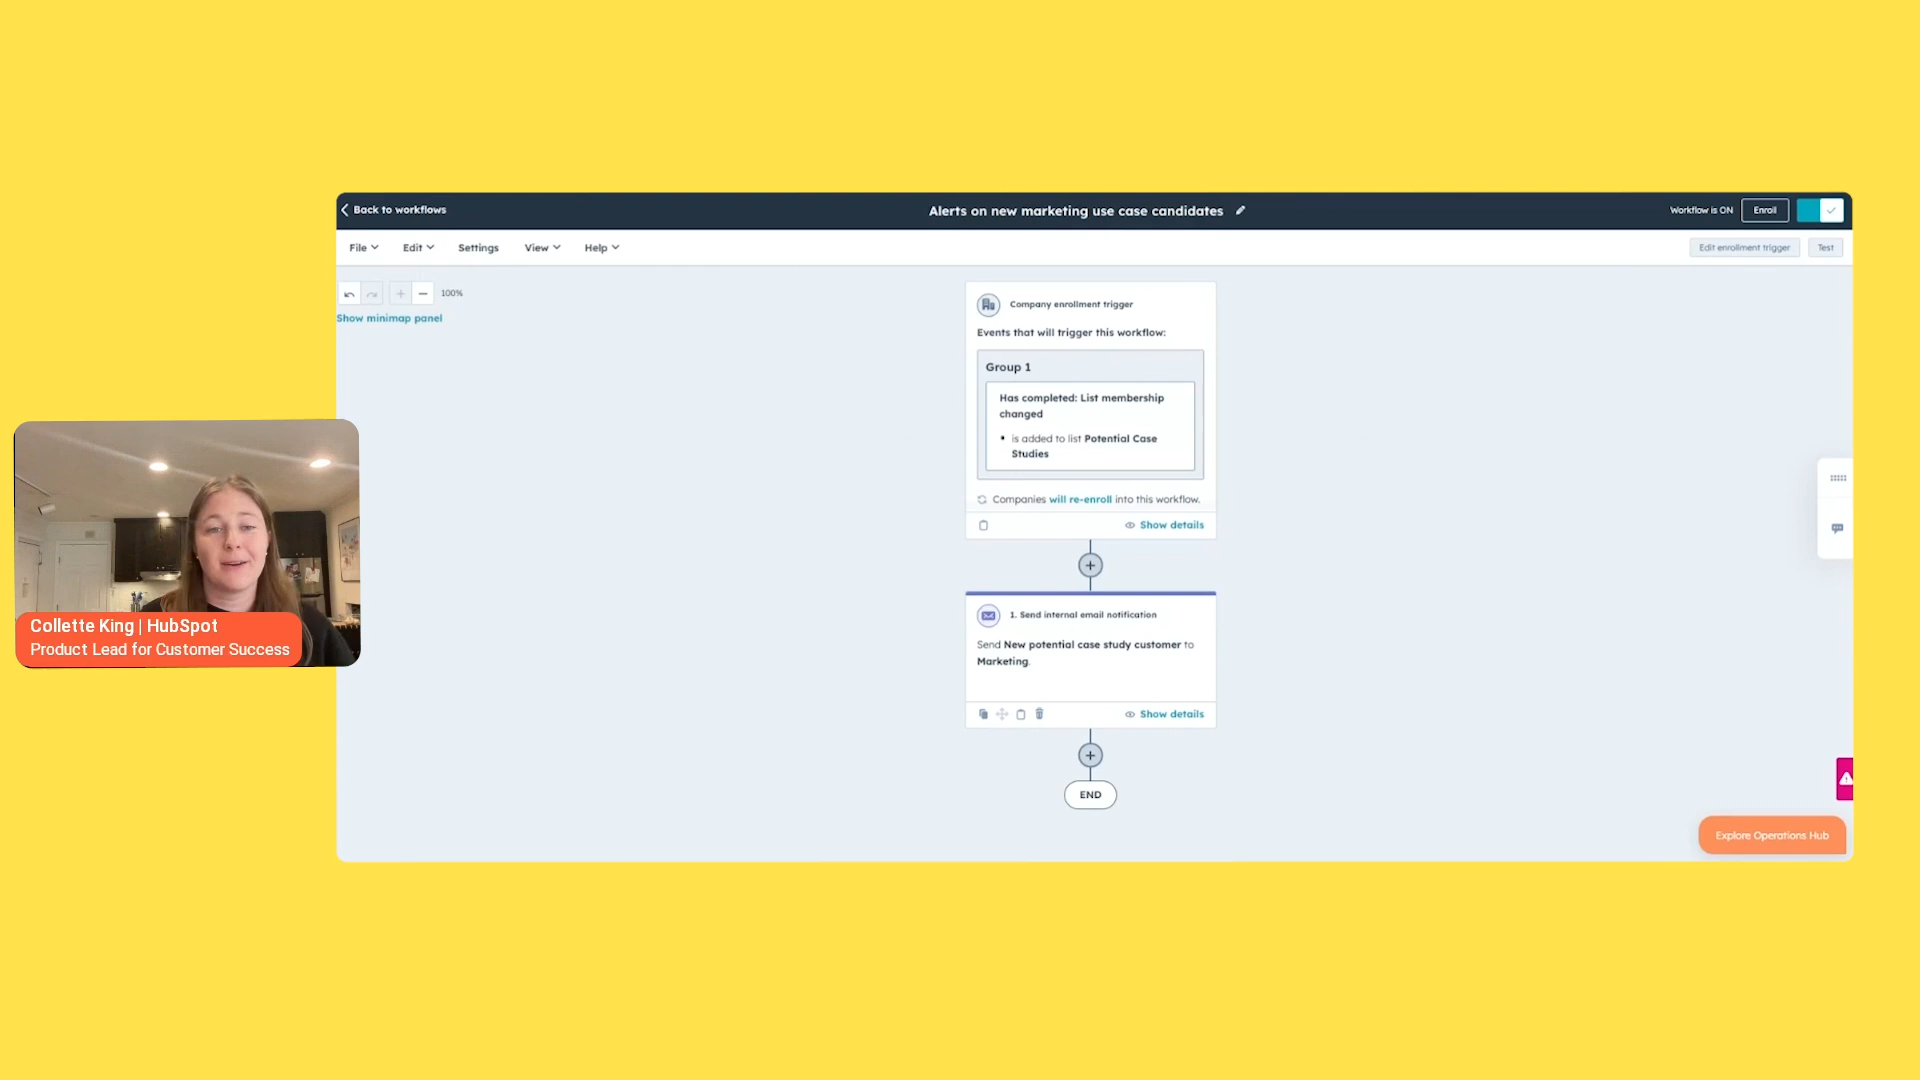 Back to workflows
Alerts on new marketing use case candidates
Workflow is ON
Enroll
File
Edit
Settings
View
Help
Edit enrollment trigger
Test
100%
Show minimap panel
Company enrollment trigger
Events that will trigger this workflow:
Group 1
Has completed: List membership
changed
• is added to list Potential Case
Studies
Companies will re-enroll into this workflow.
Show details
1. Send internal email notification
Send New potential case study customer to
Marketing.
Show details
END
Explore Operations Hub
Collette King | HubSpot
Product Lead for Customer Success